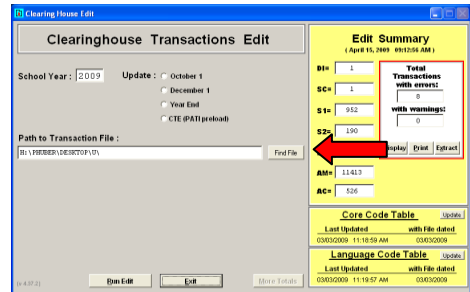 Clearing House Edit
Clearinghouse Transactions Edit
School Year : 2009
Update : October 1
December 1
Year End
CTE (PATI preload)
Path to Transaction File :
H:\PHUBER\DESKTOP\U\
Find File
Run Edit
Exit
More Totals
(v 4.37.2)
Edit Summary
( April 15, 2009 09:12:56 AM )
DI= 1
SC= 1
S1= 952
S2= 190
AM= 11413
AC= 526
Total
Transactions
with errors:
8
with warnings:
0
Display Print Extract
Core Code Table Update
Last Updated with File dated
03/03/2009 11:18:59 AM 03/03/2009
Language Code Table Update
Last Updated with File dated
03/03/2009 11:19:57 AM 03/03/2009